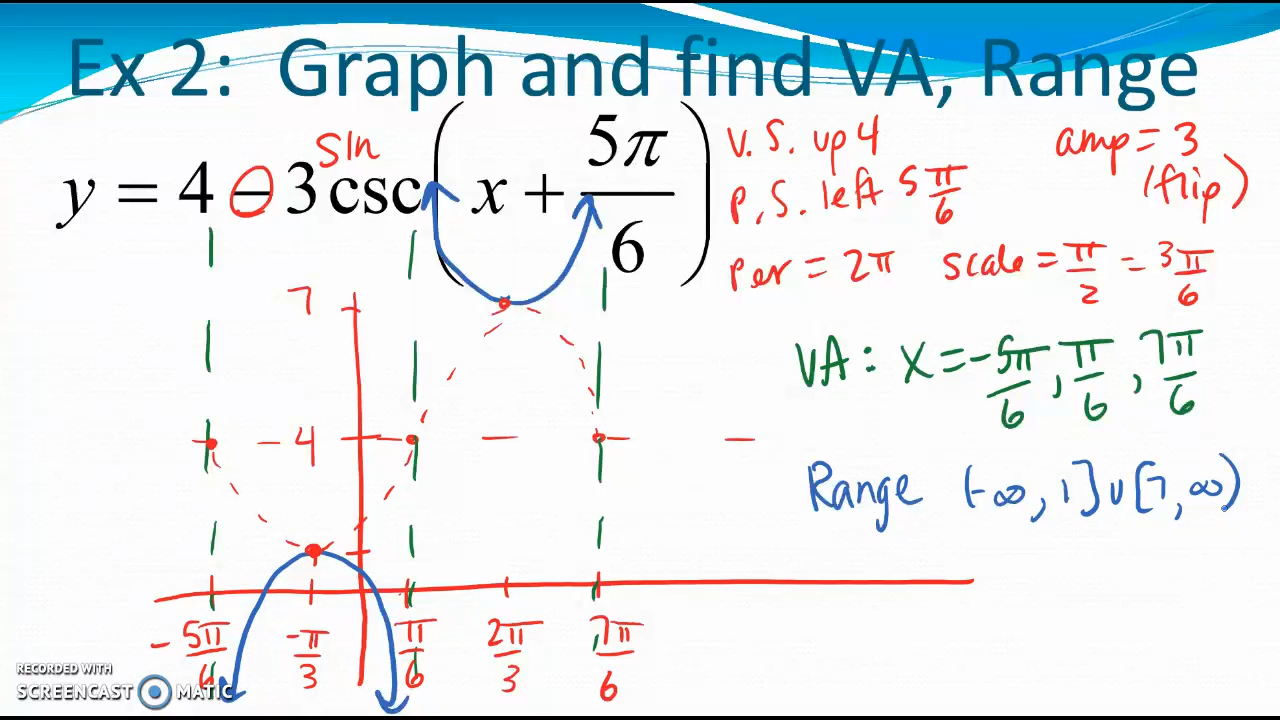 Ex 2: Graph and find VA, Range
y = 4 − 3 csc ( x + 5π/6 )
sin
V.S. up 4
P.S. left 5π/6
amp = 3
(flip)
per = 2π
scale = π/2 = 3π/6
VA: x = -5π/6, π/6, 7π/6
Range (-∞, 1] ∪ [7, ∞)
7
4
-5π/6 -π/3 π/6 2π/3 7π/6
RECORDED WITH
SCREENCAST MATIC